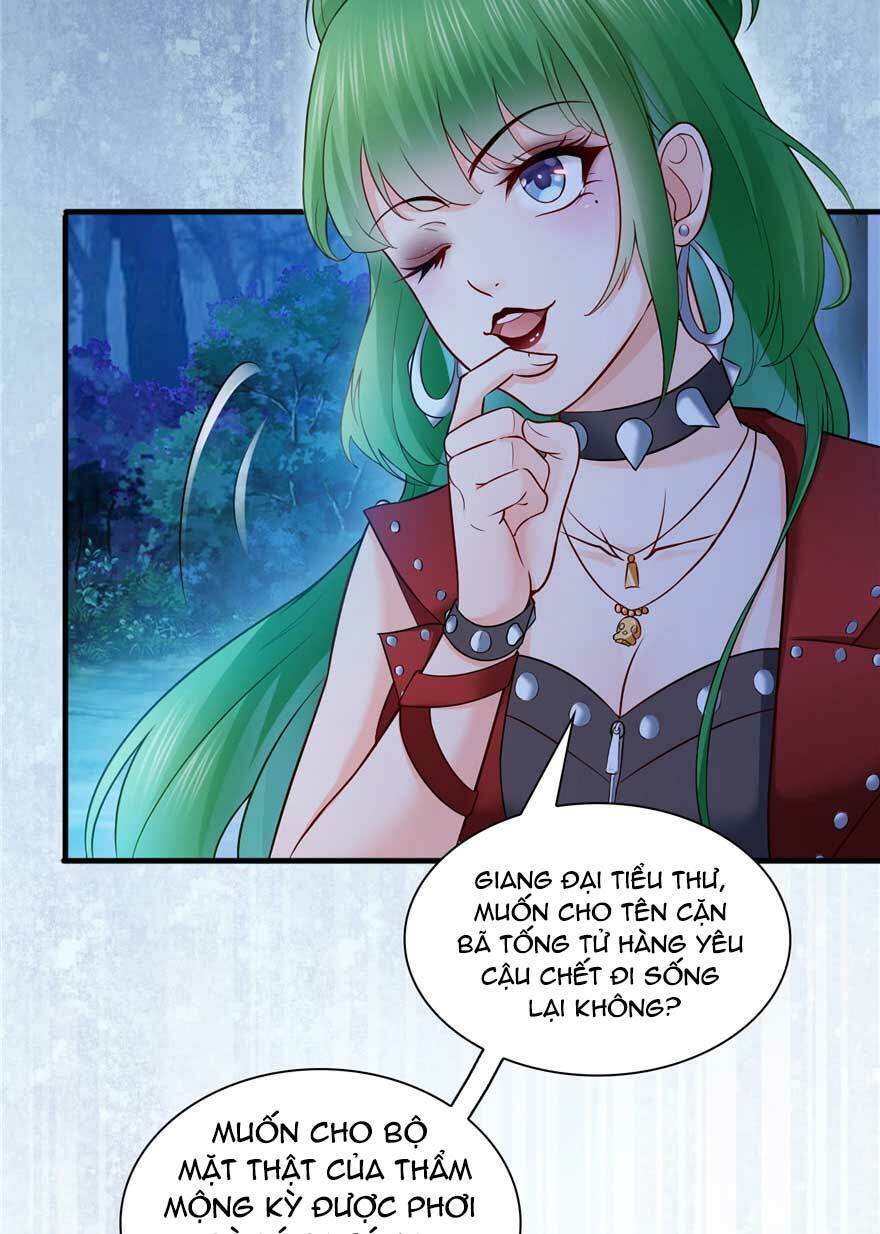 GIANG ĐẠI TIỂU THƯ,
MUỐN CHO TÊN CẶN
BÃ TỐNG TỬ HÀNG YÊU
CẬU CHẾT ĐI SỐNG
LẠI KHÔNG?
MUỐN CHO BỘ
MẶT THẬT CỦA THẨM
MỘNG KỲ ĐƯỢC PHƠI